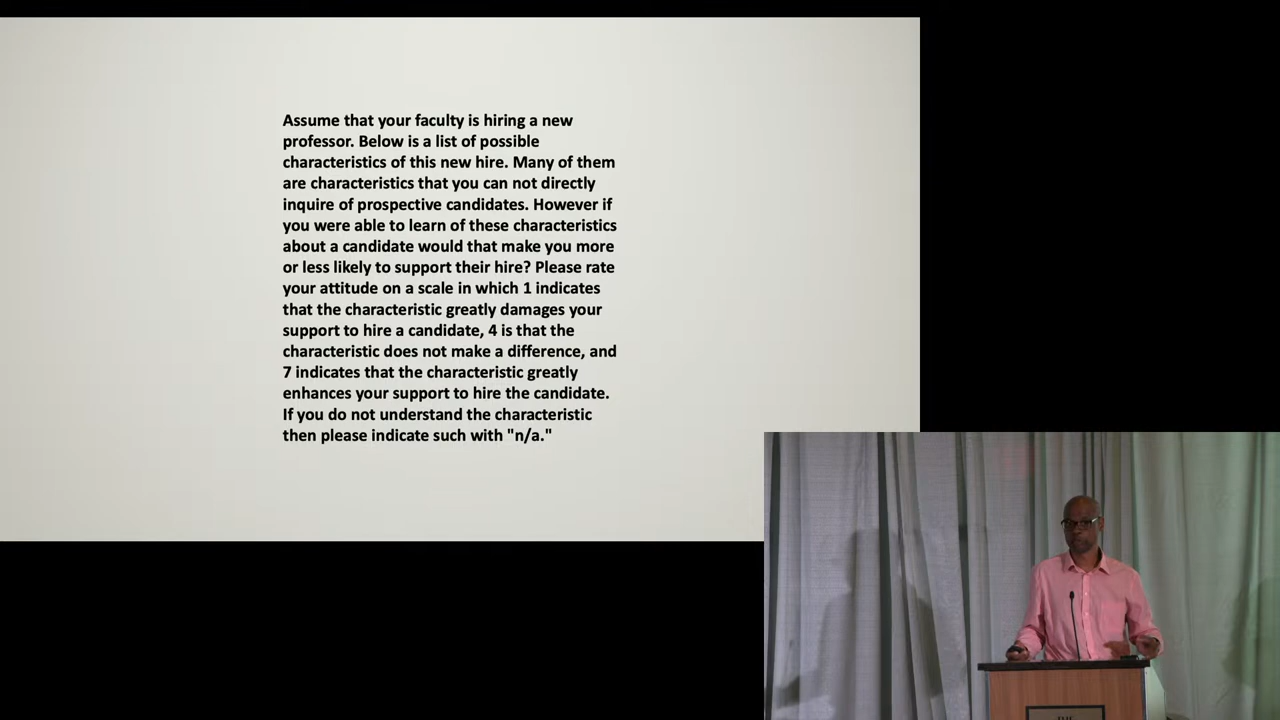 Assume that your faculty is hiring a new
professor. Below is a list of possible
characteristics of this new hire. Many of them
are characteristics that you can not directly
inquire of prospective candidates. However if
you were able to learn of these characteristics
about a candidate would that make you more
or less likely to support their hire? Please rate
your attitude on a scale in which 1 indicates
that the characteristic greatly damages your
support to hire a candidate, 4 is that the
characteristic does not make a difference, and
7 indicates that the characteristic greatly
enhances your support to hire the candidate.
If you do not understand the characteristic
then please indicate such with "n/a."